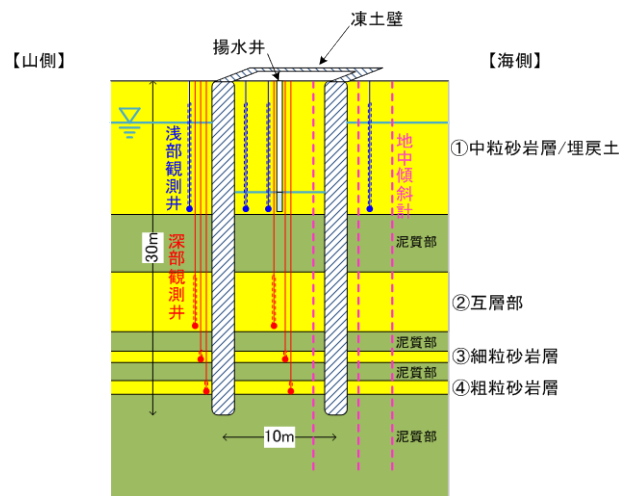 凍土壁
揚水井
【山側】
【海側】
浅部観測井
地中傾斜計
①中粒砂岩層/埋戻土
深部観測井
30m
泥質部
②互層部
泥質部
③細粒砂岩層
泥質部
④粗粒砂岩層
10m
泥質部